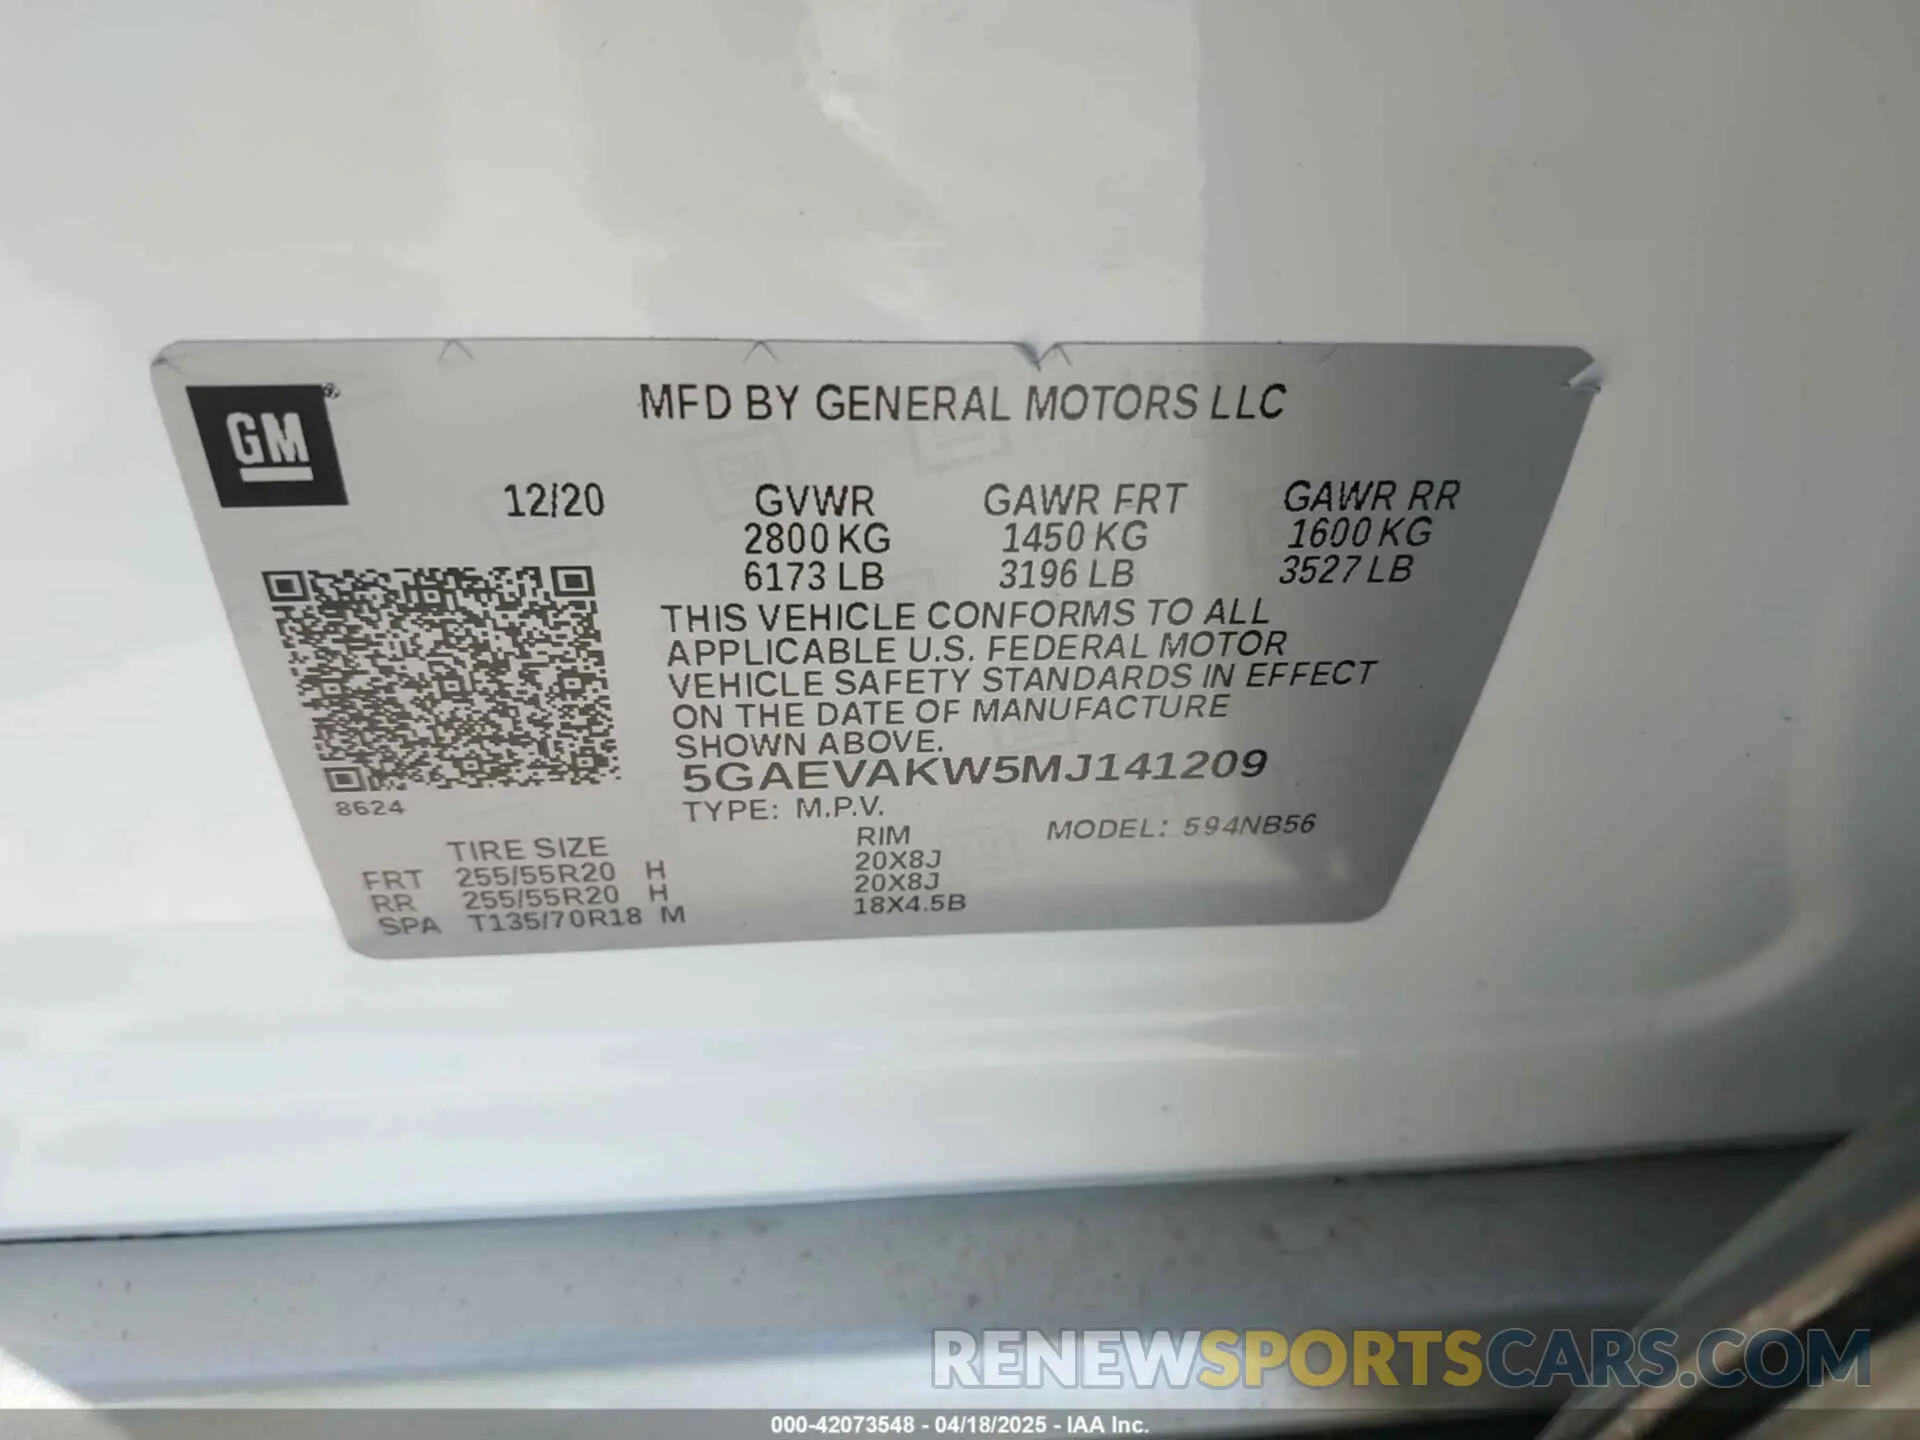 GM ®
MFD BY GENERAL MOTORS LLC
12/20 GVWR GAWR FRT GAWR RR
2800 KG 1450 KG 1600 KG
6173 LB 3196 LB 3527 LB
THIS VEHICLE CONFORMS TO ALL
APPLICABLE U.S. FEDERAL MOTOR
VEHICLE SAFETY STANDARDS IN EFFECT
ON THE DATE OF MANUFACTURE
SHOWN ABOVE.
5GAEVAKW5MJ141209
8624 TYPE: M.P.V.
TIRE SIZE RIM MODEL: 594NB56
FRT 255/55R20 H 20X8J
RR 255/55R20 H 20X8J
SPA T135/70R18 M 18X4.5B
RENEWSPORTSCARS.COM
000-42073548 - 04/18/2025 - IAA Inc.